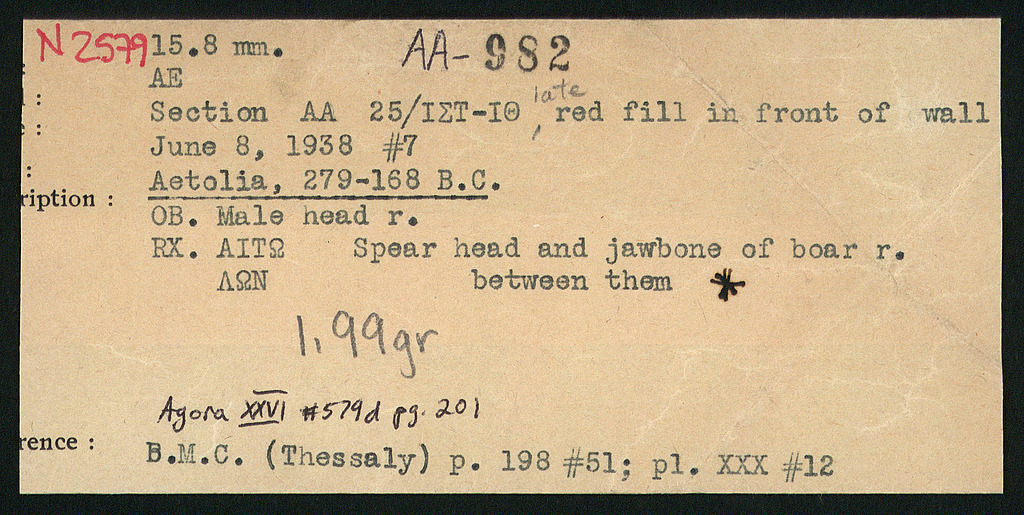 N 2579 15.8 mm. AA- 982
: AE
: Section AA 25/ΙΣΤ-ΙΘ, late red fill in front of wall
: June 8, 1938 #7
: Aetolia, 279-168 B.C.
ription :
OB. Male head r.
RX. ΑΙΤΩ Spear head and jawbone of boar r.
ΛΩΝ between them *
1,99gr
Agora XXVI #579d pg. 201
rence : B.M.C. (Thessaly) p. 198 #51; pl. XXX #12